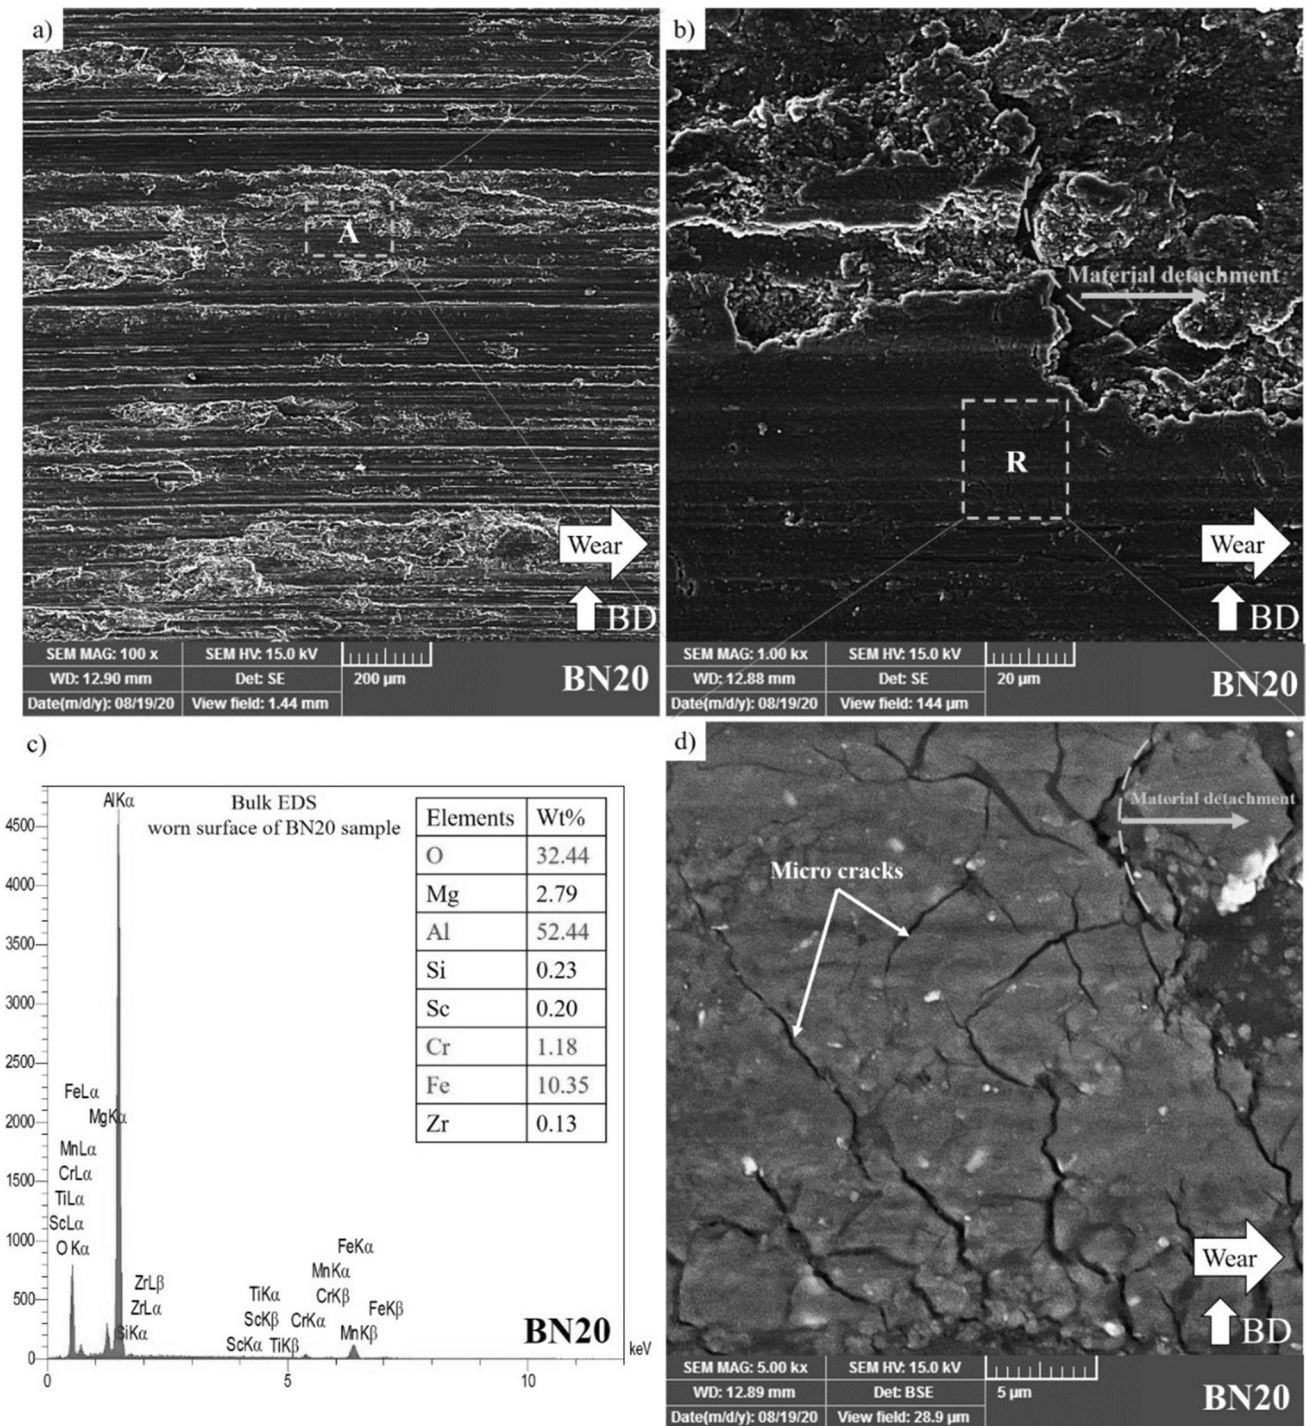 a)
A
Wear
BD
SEM MAG: 100 x
SEM HV: 15.0 kV
WD: 12.90 mm
Det: SE
200 µm
Date(m/d/y): 08/19/20
View field: 1.44 mm
BN20
b)
Material detachment
R
Wear
BD
SEM MAG: 1.00 kx
SEM HV: 15.0 kV
WD: 12.88 mm
Det: SE
20 µm
Date(m/d/y): 08/19/20
View field: 144 µm
BN20
c)
AlKα
Bulk EDS
worn surface of BN20 sample
Elements Wt%
O 32.44
Mg 2.79
Al 52.44
Si 0.23
Sc 0.20
Cr 1.18
Fe 10.35
Zr 0.13
4500
4000
3500
3000
2500
2000
1500
1000
500
0
FeLα
MgKα
MnLα
CrLα
TiLα
ScLα
O Kα
ZrLβ
ZrLα
SiKα
FeKα
MnKα
TiKα
CrKβ
FeKβ
ScKβ
CrKα
MnKβ
ScKα
TiKβ
BN20
keV
0
5
10
d)
Material detachment
Micro cracks
Wear
BD
SEM MAG: 5.00 kx
SEM HV: 15.0 kV
WD: 12.89 mm
Det: BSE
5 µm
Date(m/d/y): 08/19/20
View field: 28.9 µm
BN20